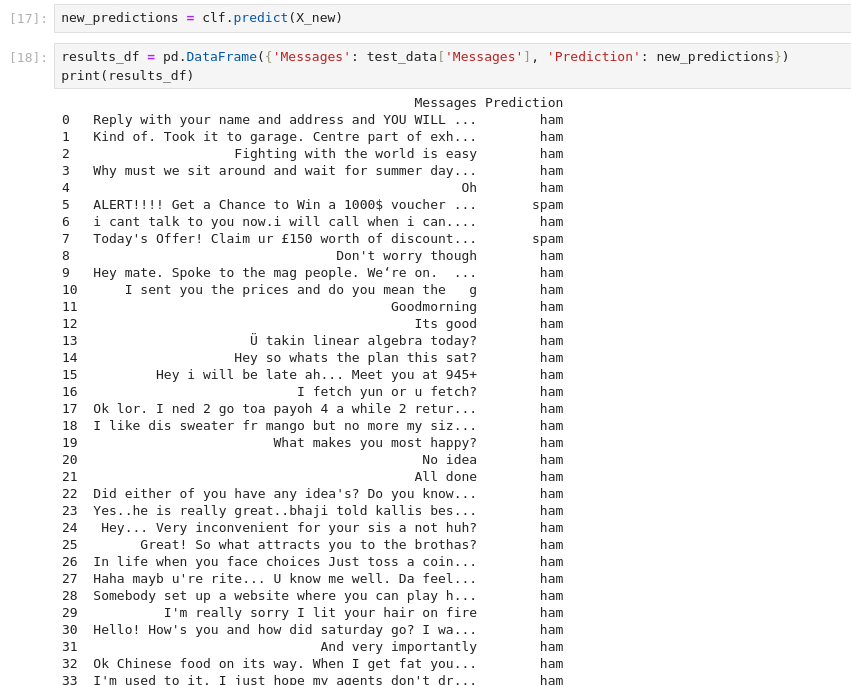 [17]: new_predictions = clf.predict(X_new)
[18]: results_df = pd.DataFrame({'Messages': test_data['Messages'], 'Prediction': new_predictions})
print(results_df)
Messages Prediction
0 Reply with your name and address and YOU WILL ... ham
1 Kind of. Took it to garage. Centre part of exh... ham
2 Fighting with the world is easy ham
3 Why must we sit around and wait for summer day... ham
4 Oh ham
5 ALERT!!!! Get a Chance to Win a 1000$ voucher ... spam
6 i cant talk to you now.i will call when i can.... ham
7 Today's Offer! Claim ur £150 worth of discount... spam
8 Don't worry though ham
9 Hey mate. Spoke to the mag people. We‘re on.  ... ham
10 I sent you the prices and do you mean the   g ham
11 Goodmorning ham
12 Its good ham
13 Ü takin linear algebra today? ham
14 Hey so whats the plan this sat? ham
15 Hey i will be late ah... Meet you at 945+ ham
16 I fetch yun or u fetch? ham
17 Ok lor. I ned 2 go toa payoh 4 a while 2 retur... ham
18 I like dis sweater fr mango but no more my siz... ham
19 What makes you most happy? ham
20 No idea ham
21 All done ham
22 Did either of you have any idea's? Do you know... ham
23 Yes..he is really great..bhaji told kallis bes... ham
24 Hey... Very inconvenient for your sis a not huh? ham
25 Great! So what attracts you to the brothas? ham
26 In life when you face choices Just toss a coin... ham
27 Haha mayb u're rite... U know me well. Da feel... ham
28 Somebody set up a website where you can play h... ham
29 I'm really sorry I lit your hair on fire ham
30 Hello! How's you and how did saturday go? I wa... ham
31 And very importantly ham
32 Ok Chinese food on its way. When I get fat you... ham
33 I'm used to it. I just hope my agents don't dr... ham